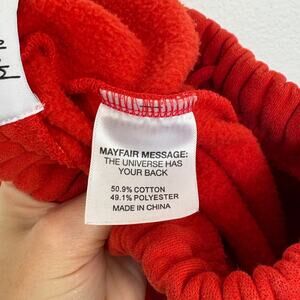 MAYFAIR MESSAGE:
THE UNIVERSE HAS
YOUR BACK
50.9% COTTON
49.1% POLYESTER
MADE IN CHINA